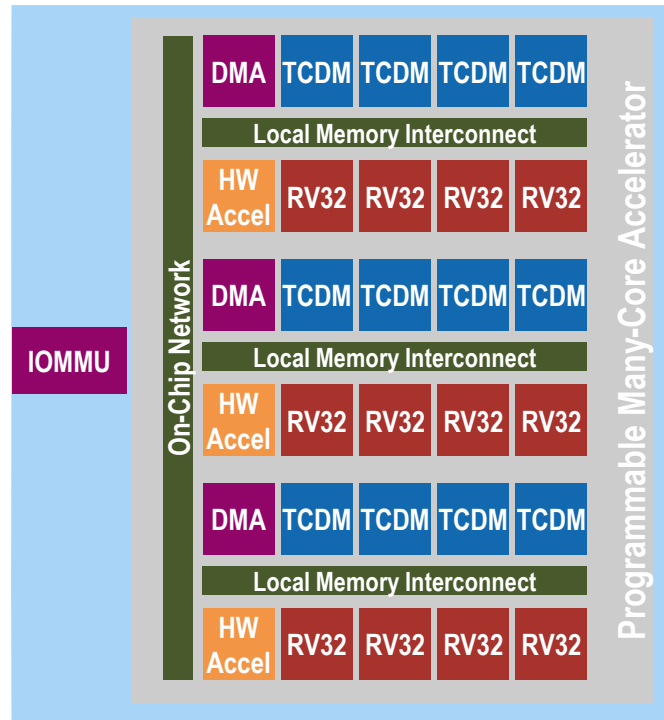 DMA TCDM TCDM TCDM TCDM
Local Memory Interconnect
HW
Accel RV32 RV32 RV32 RV32
DMA TCDM TCDM TCDM TCDM
IOMMU
Local Memory Interconnect
HW
Accel RV32 RV32 RV32 RV32
DMA TCDM TCDM TCDM TCDM
Local Memory Interconnect
HW
Accel RV32 RV32 RV32 RV32
On-Chip Network
Programmable Many-Core Accelerator